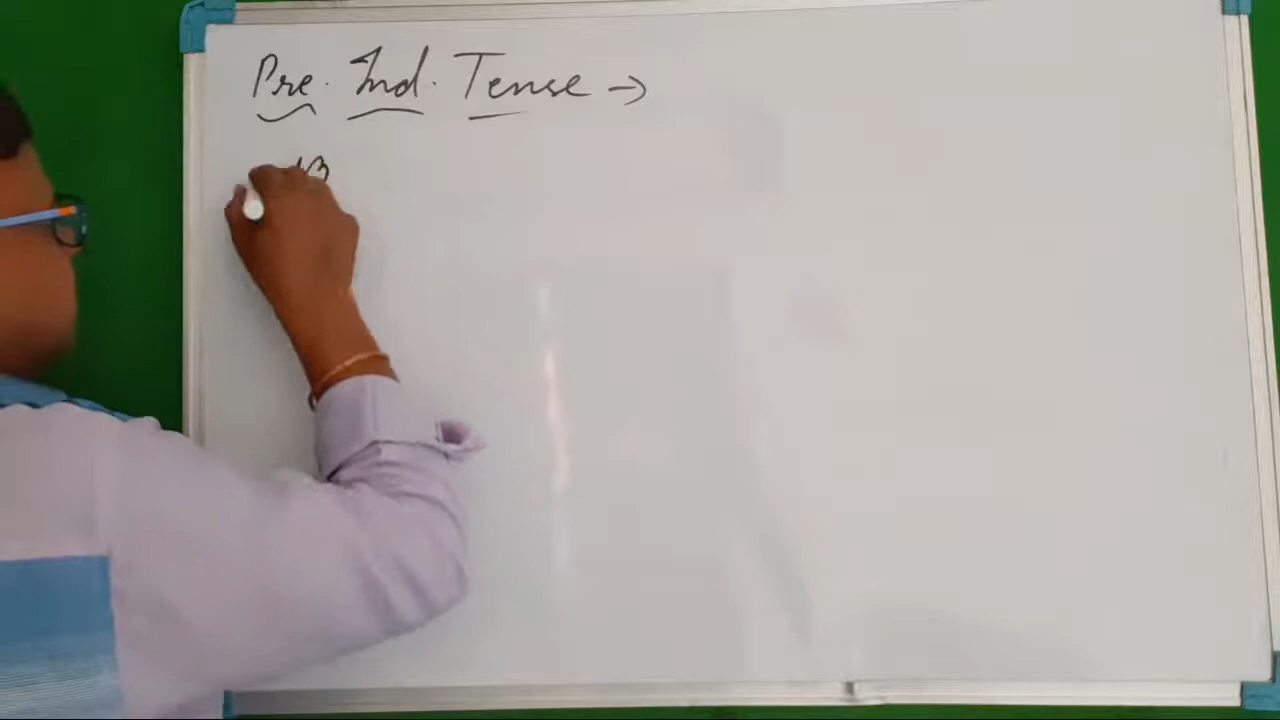 Pre. Ind. Tense →